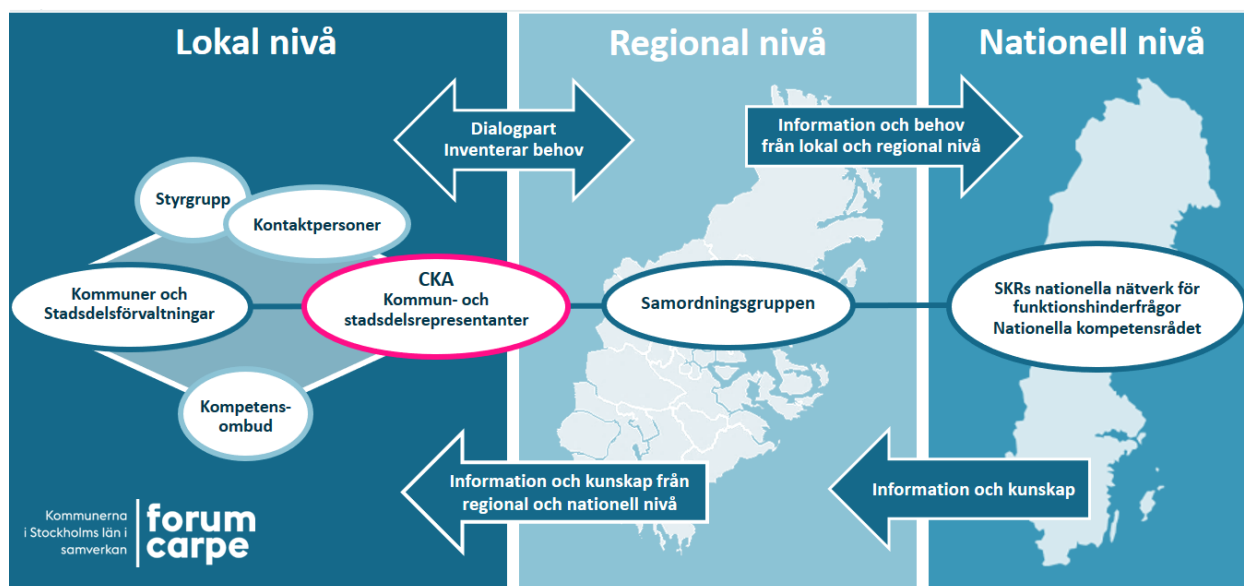 Lokal nivå
Regional nivå
Nationell nivå
Dialogpart
Inventerar behov
Information och behov
från lokal och regional nivå
Styrgrupp
Kontaktpersoner
Kommuner och
Stadsdelsförvaltningar
CKA
Kommun- och
stadsdelsrepresentanter
Samordningsgruppen
SKRs nationella nätverk för
funktionshinderfrågor
Nationella kompetensrådet
Kompetens-
ombud
Information och kunskap från
regional och nationell nivå
Information och kunskap
Kommunerna
i Stockholms län i
samverkan
forum
carpe